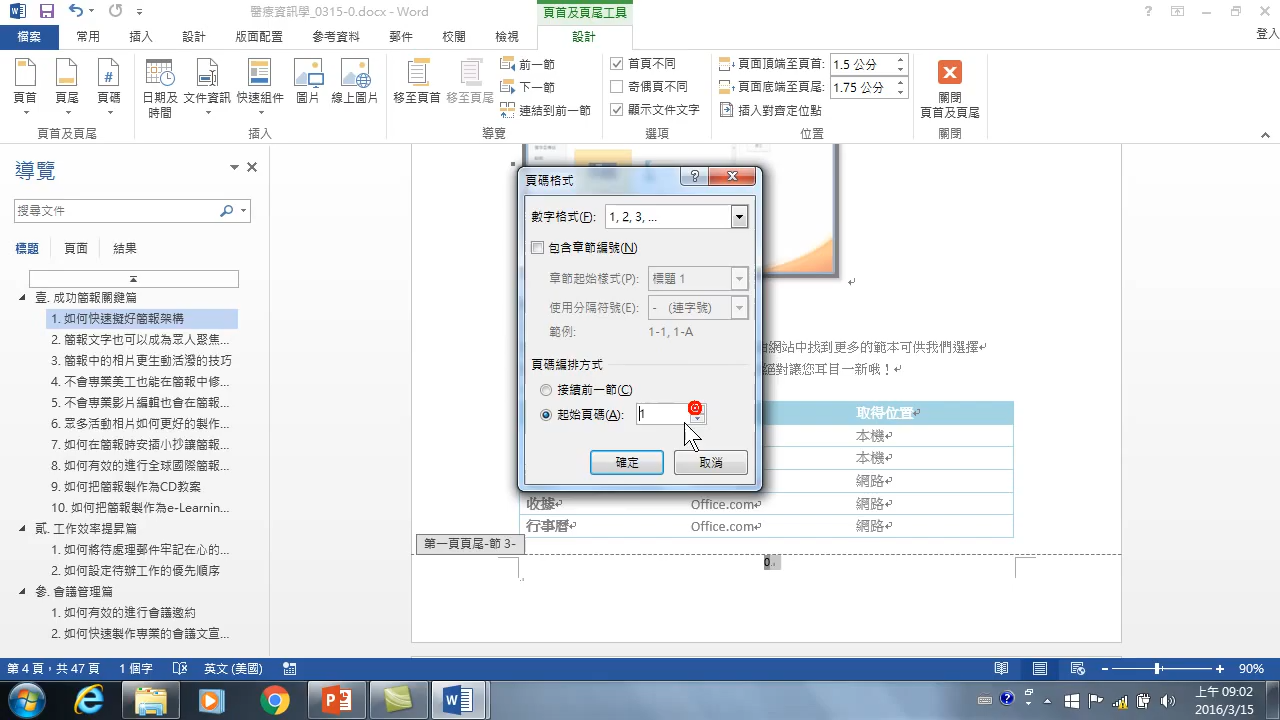 醫療資訊學_0315-0.docx - Word
頁首及頁尾工具
檔案 常用 插入 設計 版面配置 參考資料 郵件 校閱 檢視 設計 登入
頁首 頁尾 頁碼 日期及時間 文件資訊 快速組件 圖片 線上圖片 移至頁首 移至頁尾
前一節
下一節
連結到前一節
首頁不同
奇偶頁不同
顯示文件文字
頁面頂端至頁首: 1.5 公分
頁面底端至頁尾: 1.75 公分
插入對齊定位點
關閉
頁首及頁尾
頁首及頁尾 插入 導覽 選項 位置 關閉
導覽
搜尋文件
標題 頁面 結果
壹. 成功簡報關鍵篇
1. 如何快速擬好簡報架構
2. 簡報文字也可以成為眾人聚焦...
3. 簡報中的相片更生動活潑的技巧
4. 不會專業美工也能在簡報中修...
5. 不會專業影片編輯也會在簡報...
6. 眾多活動相片如何更好的製作...
7. 如何在簡報時安插小抄讓簡報...
8. 如何有效的進行全球國際簡報...
9. 如何把簡報製作為CD教案
10. 如何把簡報製作為e-Learnin...
貳. 工作效率提昇篇
1. 如何將待處理郵件牢記在心的...
2. 如何設定待辦工作的優先順序
參. 會議管理篇
1. 如何有效的進行會議邀約
2. 如何快速製作專業的會議文宣...
頁碼格式
數字格式(F): 1, 2, 3, ...
包含章節編號(N)
章節起始樣式(P): 標題 1
使用分隔符號(E): - (連字號)
範例: 1-1, 1-A
頁碼編排方式
接續前一節(C)
起始頁碼(A): 1
確定 取消
網站中找到更多的範本可供我們選擇
絕對讓您耳目一新哦！
取得位置
本機
本機
網路
收據 Office.com 網路
行事曆 Office.com 網路
第一頁頁尾-節 3-
0
第 4 頁，共 47 頁 1 個字 英文 (美國) 90%
上午 09:02
2016/3/15